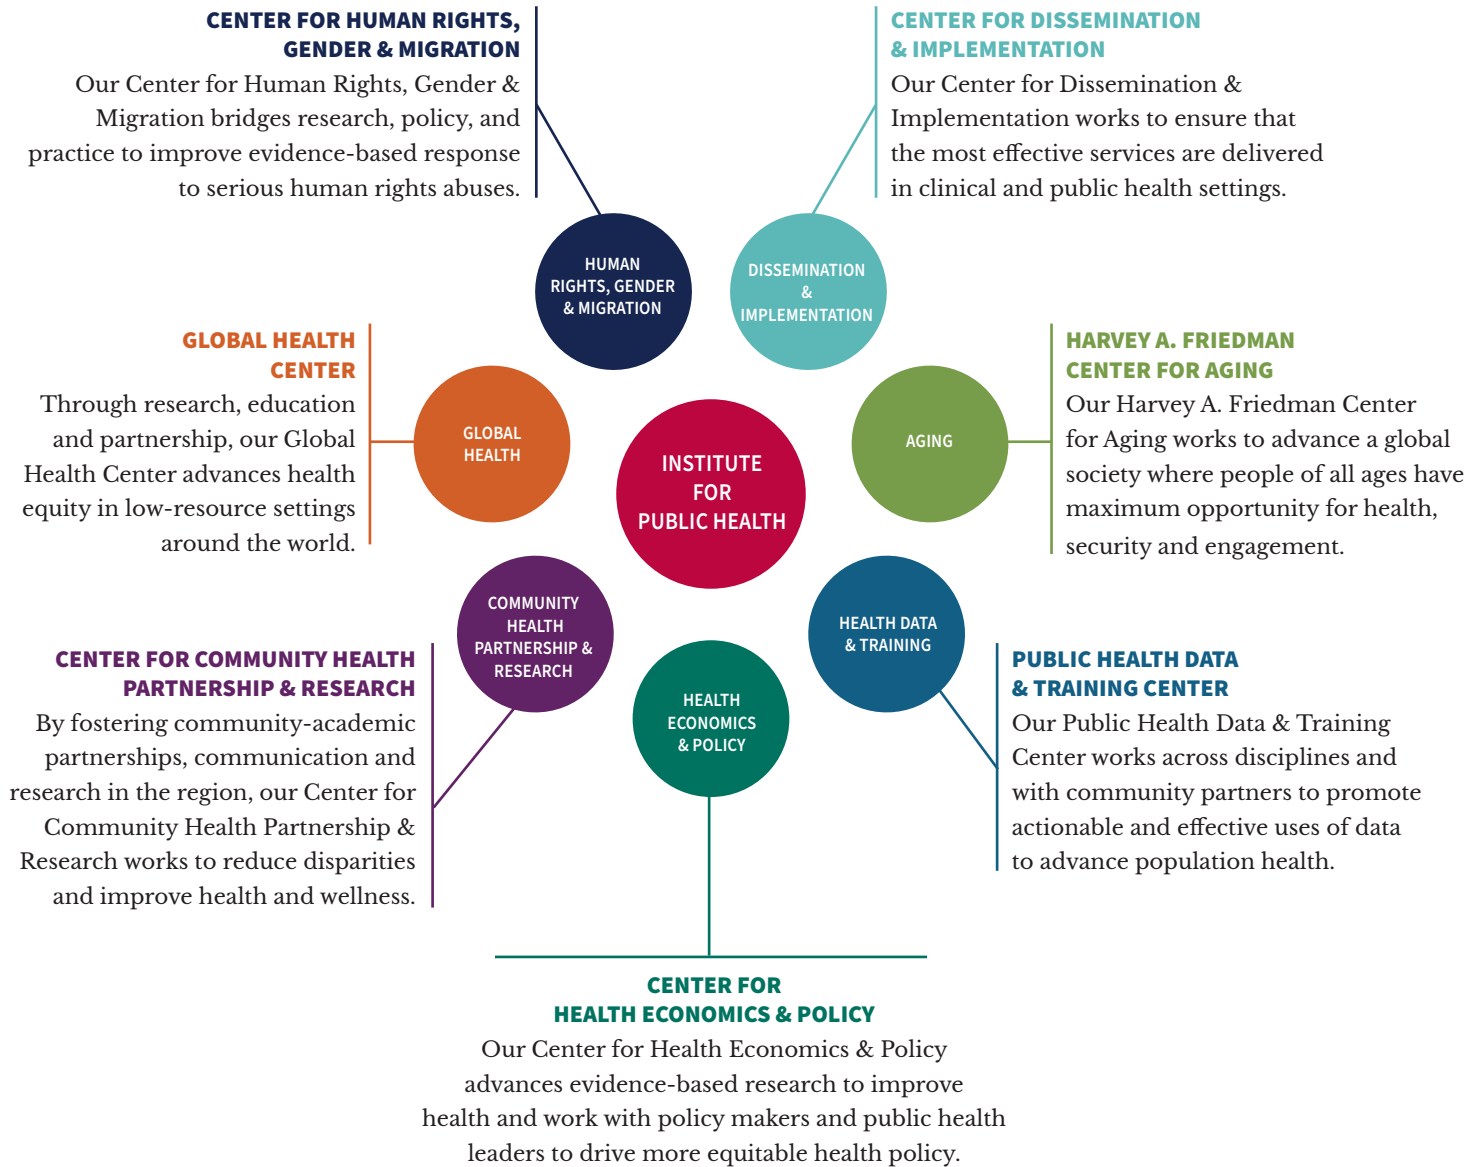 CENTER FOR HUMAN RIGHTS,
GENDER & MIGRATION
Our Center for Human Rights, Gender &
Migration bridges research, policy, and
practice to improve evidence-based response
to serious human rights abuses.
CENTER FOR DISSEMINATION
& IMPLEMENTATION
Our Center for Dissemination &
Implementation works to ensure that
the most effective services are delivered
in clinical and public health settings.
HUMAN
RIGHTS, GENDER
& MIGRATION
DISSEMINATION
&
IMPLEMENTATION
GLOBAL HEALTH
CENTER
Through research, education
and partnership, our Global
Health Center advances health
equity in low-resource settings
around the world.
GLOBAL
HEALTH
INSTITUTE
FOR
PUBLIC HEALTH
AGING
HARVEY A. FRIEDMAN
CENTER FOR AGING
Our Harvey A. Friedman Center
for Aging works to advance a global
society where people of all ages have
maximum opportunity for health,
security and engagement.
COMMUNITY
HEALTH
PARTNERSHIP &
RESEARCH
HEALTH DATA
& TRAINING
CENTER FOR COMMUNITY HEALTH
PARTNERSHIP & RESEARCH
By fostering community-academic
partnerships, communication and
research in the region, our Center for
Community Health Partnership &
Research works to reduce disparities
and improve health and wellness.
HEALTH
ECONOMICS
& POLICY
PUBLIC HEALTH DATA
& TRAINING CENTER
Our Public Health Data & Training
Center works across disciplines and
with community partners to promote
actionable and effective uses of data
to advance population health.
CENTER FOR
HEALTH ECONOMICS & POLICY
Our Center for Health Economics & Policy
advances evidence-based research to improve
health and work with policy makers and public health
leaders to drive more equitable health policy.